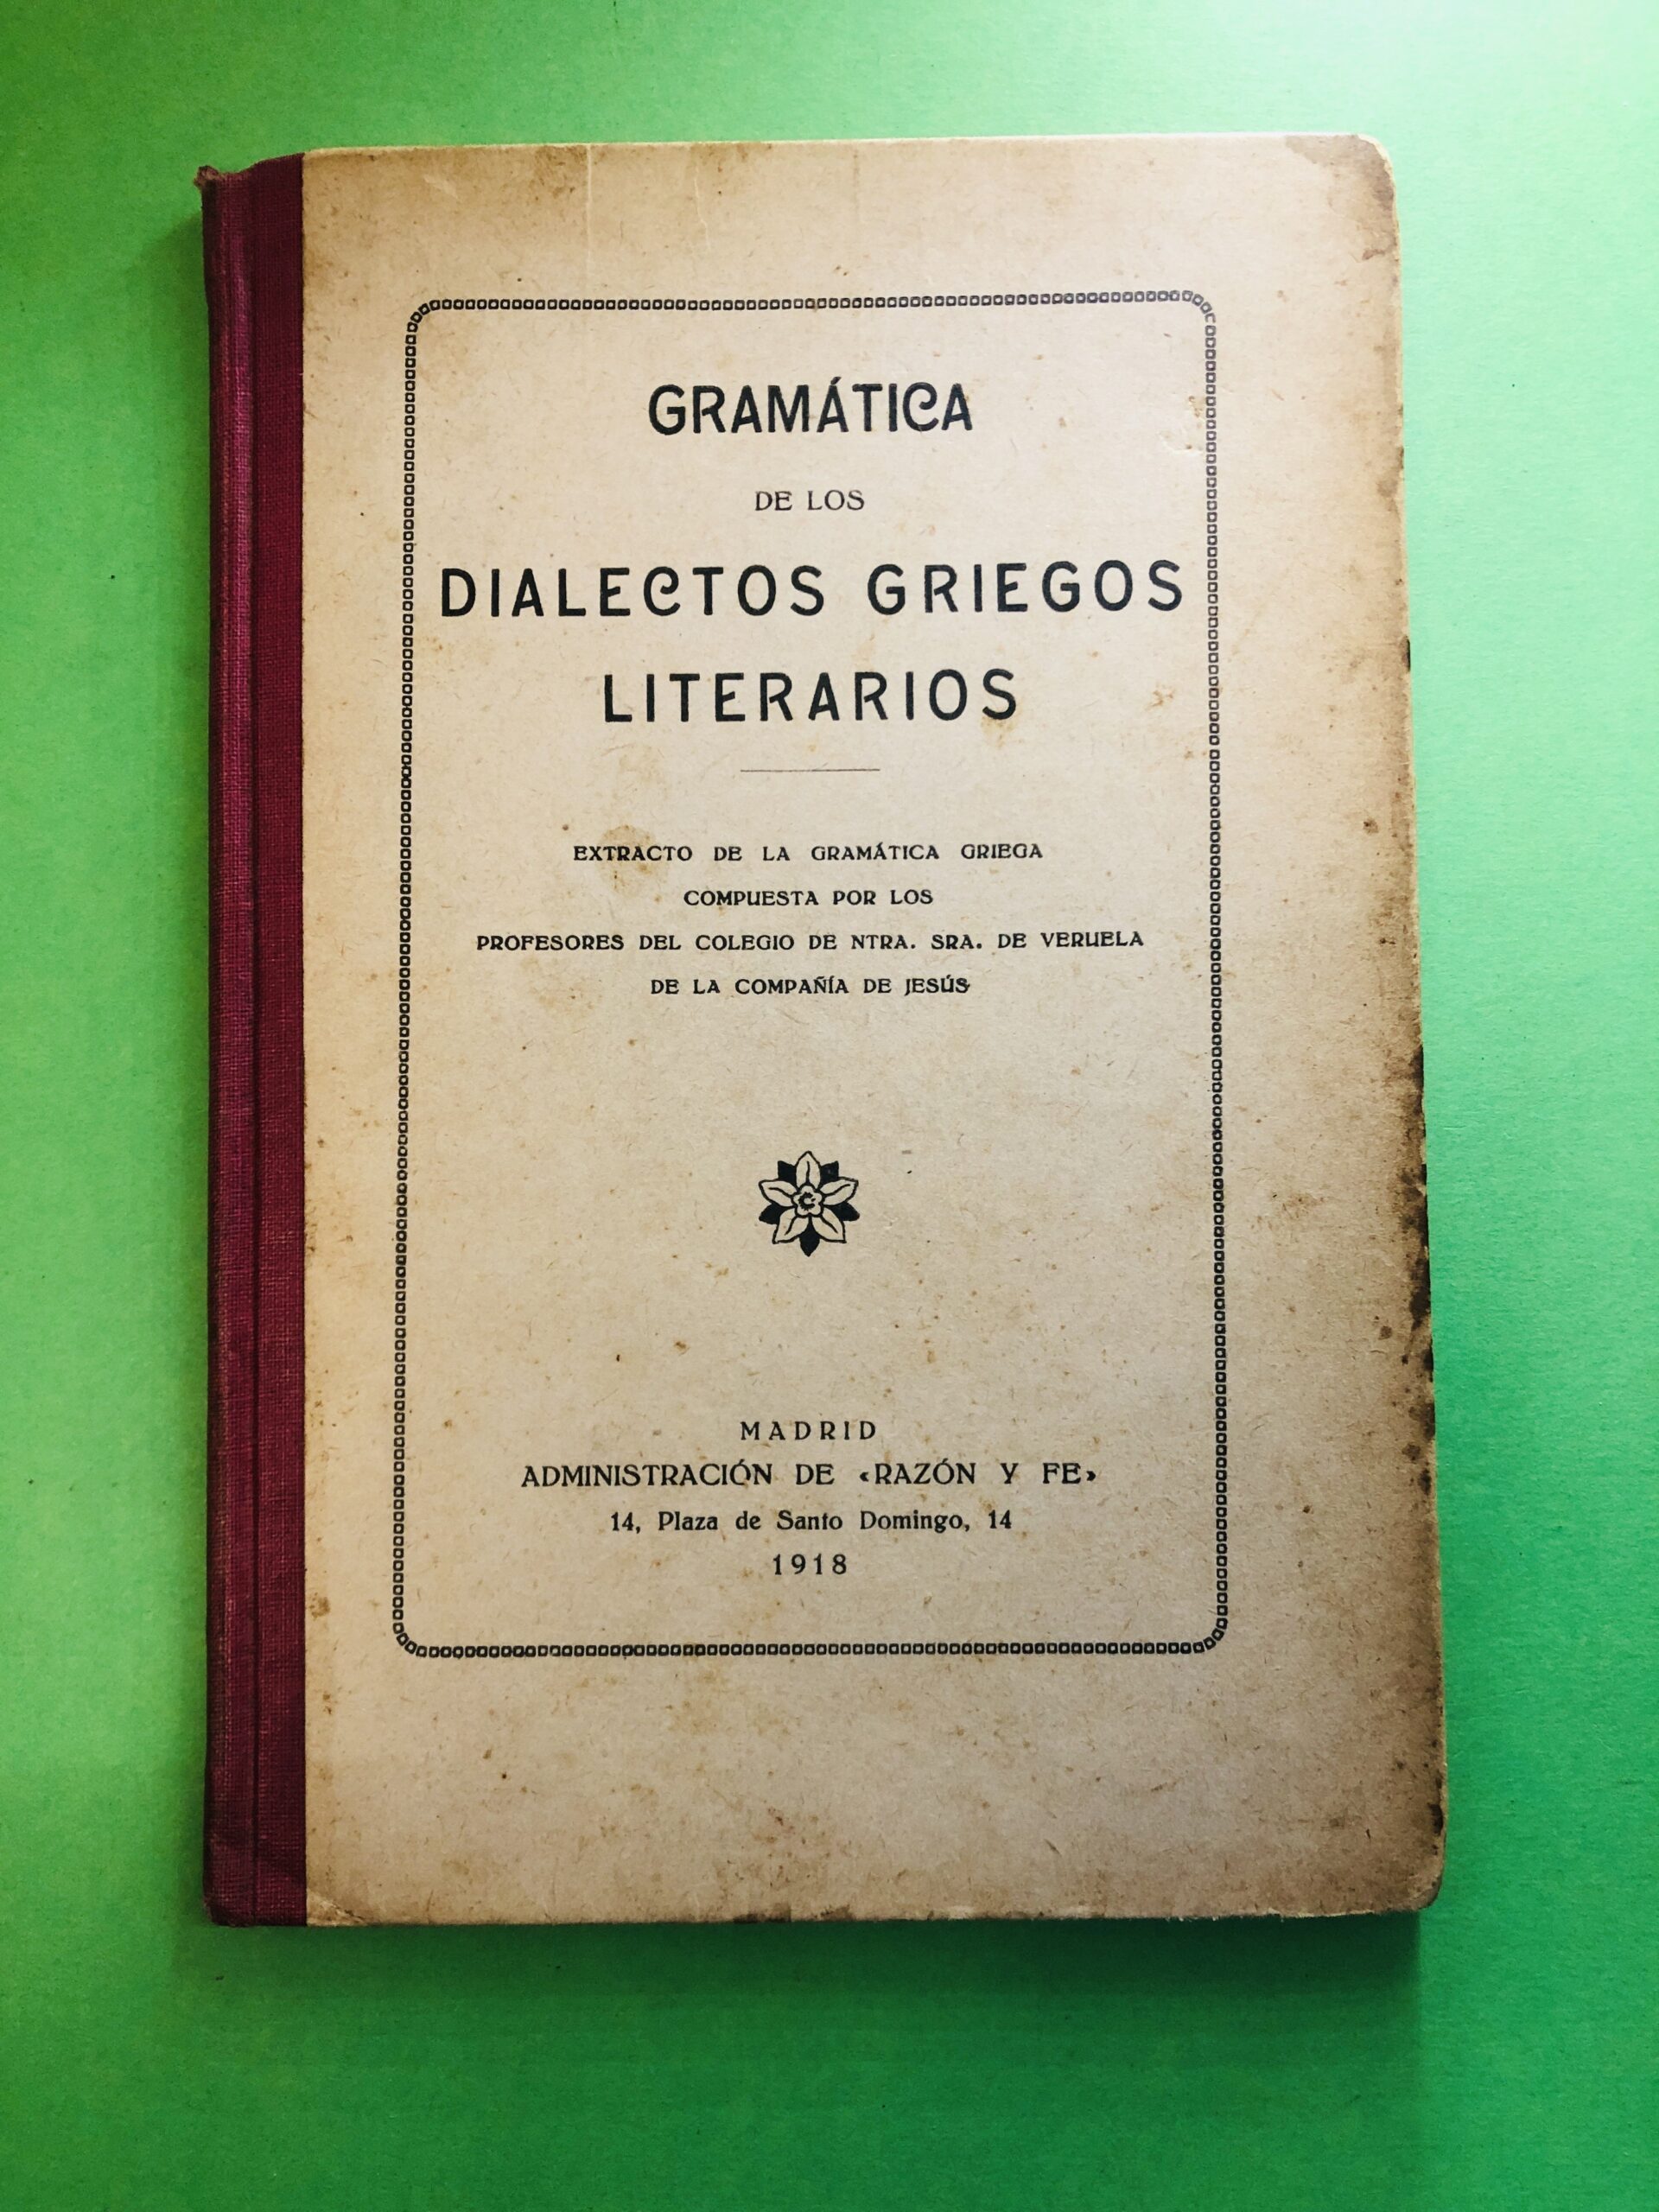 GRAMÁTICA
DE LOS
DIALECTOS GRIEGOS
LITERARIOS
EXTRACTO DE LA GRAMÁTICA GRIEGA
COMPUESTA POR LOS
PROFESORES DEL COLEGIO DE NTRA. SRA. DE VERUELA
DE LA COMPAÑÍA DE JESÚS
MADRID
ADMINISTRACIÓN DE «RAZÓN Y FE»
14, Plaza de Santo Domingo, 14
1918